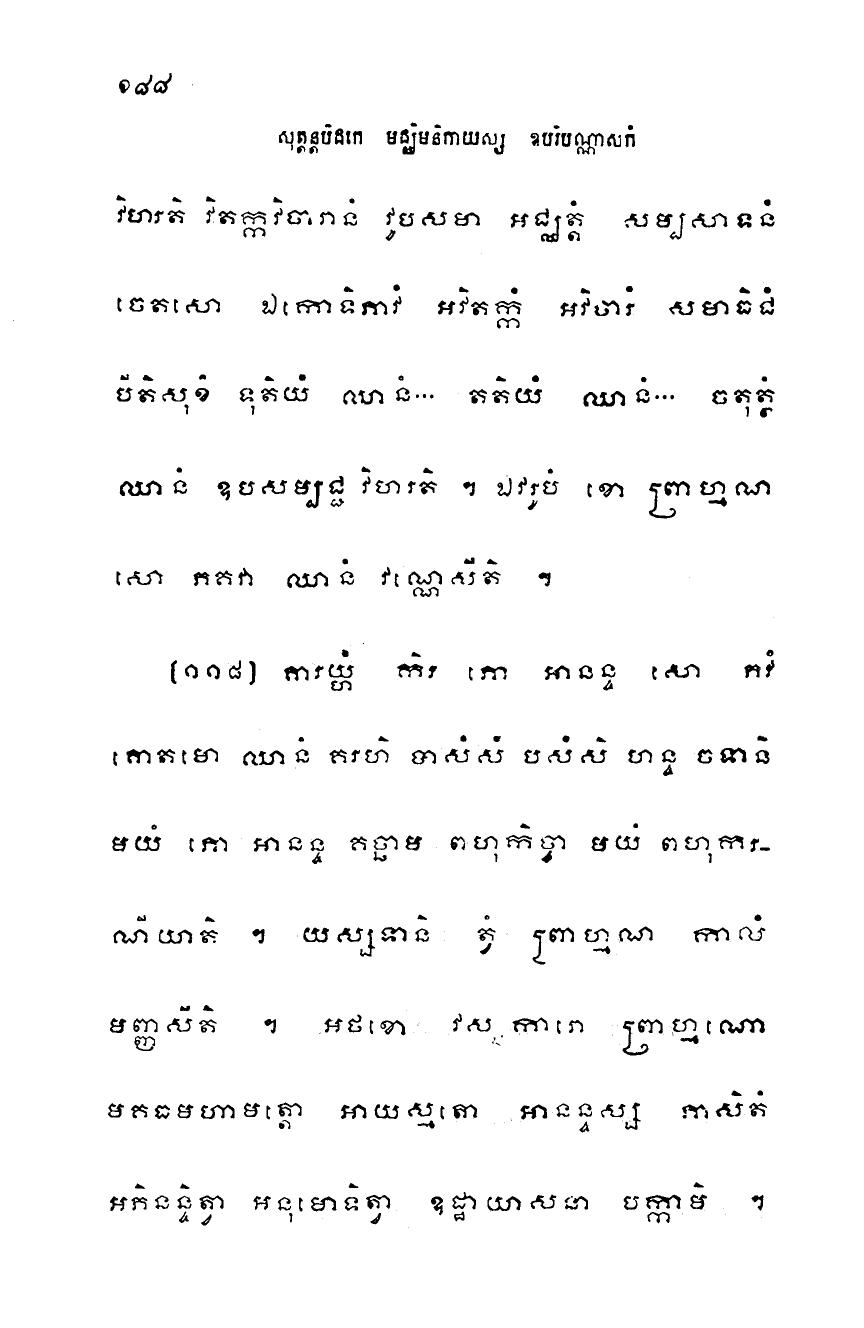 ១៨៨
សុត្តន្តបិដកេ មជ្ឈិមនិកាយស្ស ឧបរិបណ្ណាសកំ
វិហរតិ វិតក្កវិចារានំ វូបសមា អជ្ឈត្តំ សម្បសាទនំ
ចេតសោ ឯកោទិភាវំ អវិតក្កំ អវិចារំ សមាធិជំ
បីតិសុខំ ទុតិយំ ឈានំ… តតិយំ ឈានំ… ចតុត្ថំ
ឈានំ ឧបសម្បជ្ជ វិហរតិ ។ ឯវរូបំ ខោ ព្រាហ្មណ
សោ ភគវា ឈានំ វណ្ណេសីតិ ។
(១១៨) គារយ្ហំ កិរ ភោ អានន្ទ សោ ភវំ
គោតមោ ឈានំ គរហិ ទាសំសំ បសំសិ ហន្ទ ចទានិ
មយំ ភោ អានន្ទ គច្ឆាម ពហុកិច្ចា មយំ ពហុករ-
ណីយាតិ ។ យស្សទានិ ត្វំ ព្រាហ្មណ កាលំ
មញ្ញសីតិ ។ អថខោ វស្សការោ ព្រាហ្មណោ
មគធមហាមត្តោ អាយស្មតោ អានន្ទស្ស ភាសិតំ
អភិនន្ទិត្វា អនុមោទិត្វា ឧដ្ឋាយាសនា បក្កាមិ ។